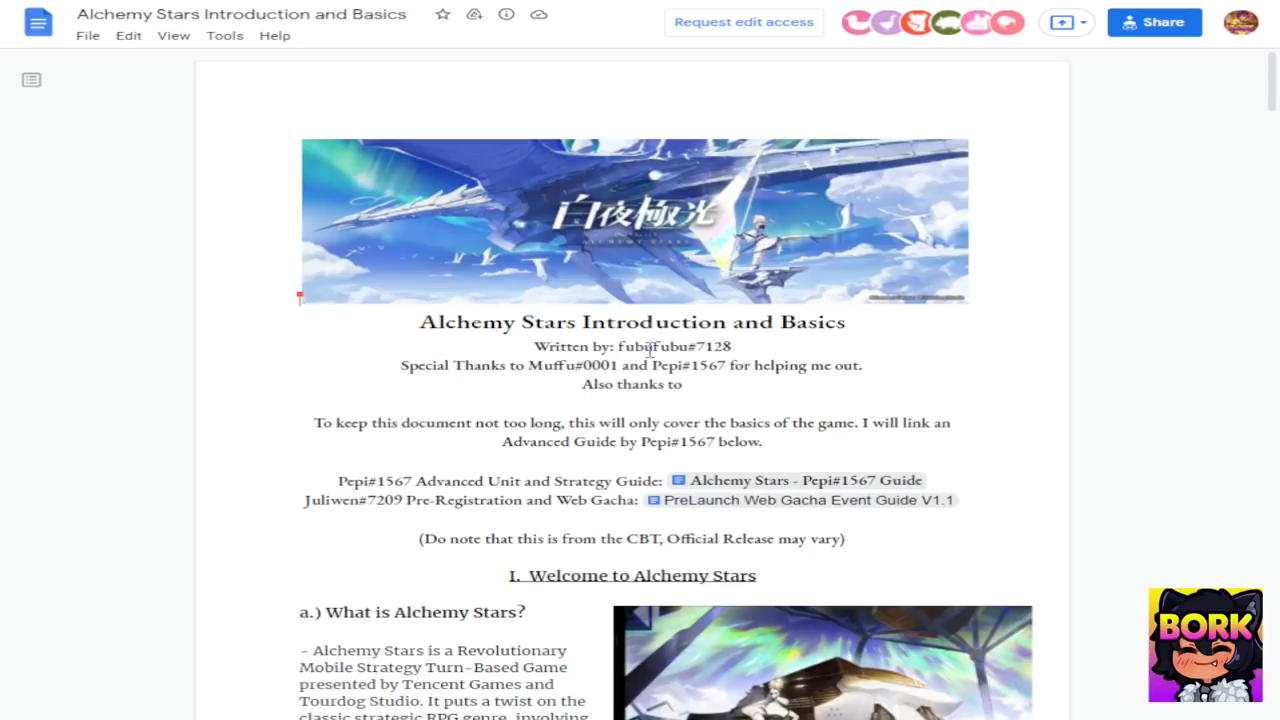 Alchemy Stars Introduction and Basics
File Edit View Tools Help
Request edit access
Share
白夜極光
ALCHEMY STARS
Alchemy Stars Introduction and Basics
Written by: fubufubu#7128
Special Thanks to Muffu#0001 and Pepi#1567 for helping me out.
Also thanks to
To keep this document not too long, this will only cover the basics of the game. I will link an
Advanced Guide by Pepi#1567 below.
Pepi#1567 Advanced Unit and Strategy Guide: Alchemy Stars - Pepi#1567 Guide
Juliwen#7209 Pre-Registration and Web Gacha: PreLaunch Web Gacha Event Guide V1.1
(Do note that this is from the CBT, Official Release may vary)
I. Welcome to Alchemy Stars
a.) What is Alchemy Stars?
- Alchemy Stars is a Revolutionary
Mobile Strategy Turn-Based Game
presented by Tencent Games and
Tourdog Studio. It puts a twist on the
classic strategic RPG genre, involving
BORK